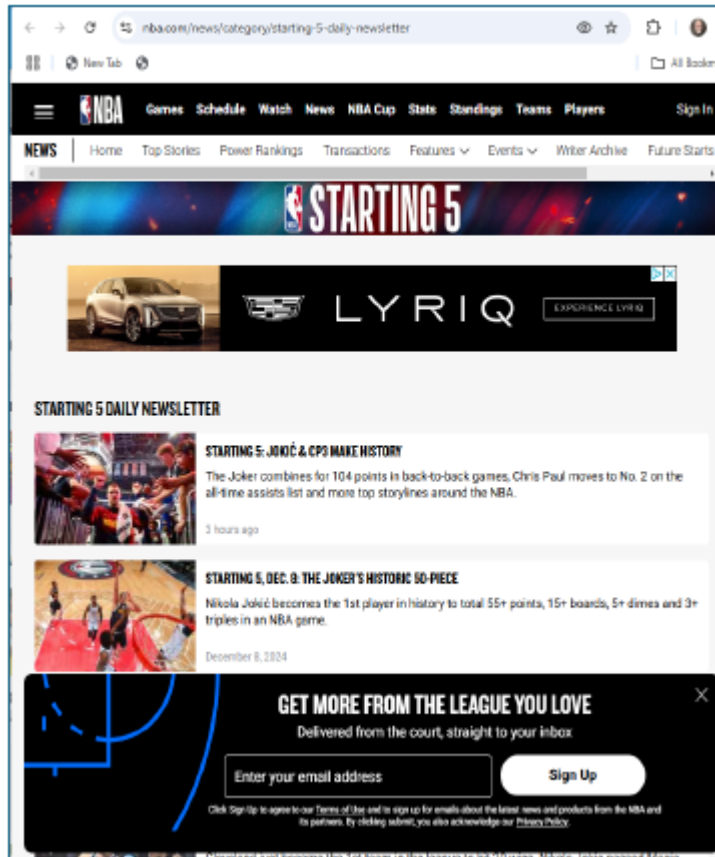 nba.com/news/category/starting-5-daily-newsletter
New Tab
All Bookm
NBA
Games Schedule Watch News NBA Cup Stats Standings Teams Players Sign In
NEWS Home Top Stories Power Rankings Transactions Features Events Writer Archive Future Starts
STARTING 5
LYRIQ EXPERIENCE LYRIQ
STARTING 5 DAILY NEWSLETTER
STARTING 5: JOKIĆ & CP3 MAKE HISTORY
The Joker combines for 104 points in back-to-back games, Chris Paul moves to No. 2 on the
all-time assists list and more top storylines around the NBA.
3 hours ago
STARTING 5, DEC. 8: THE JOKER'S HISTORIC 50-PIECE
Nikola Jokić becomes the 1st player in history to total 55+ points, 15+ boards, 5+ dimes and 3+
triples in an NBA game.
December 8, 2024
GET MORE FROM THE LEAGUE YOU LOVE
Delivered from the court, straight to your inbox
Enter your email address
Sign Up
Click Sign Up to agree to our Terms of Use and to sign up for emails about the latest news and products from the NBA and
its partners. By clicking submit, you also acknowledge our Privacy Policy.